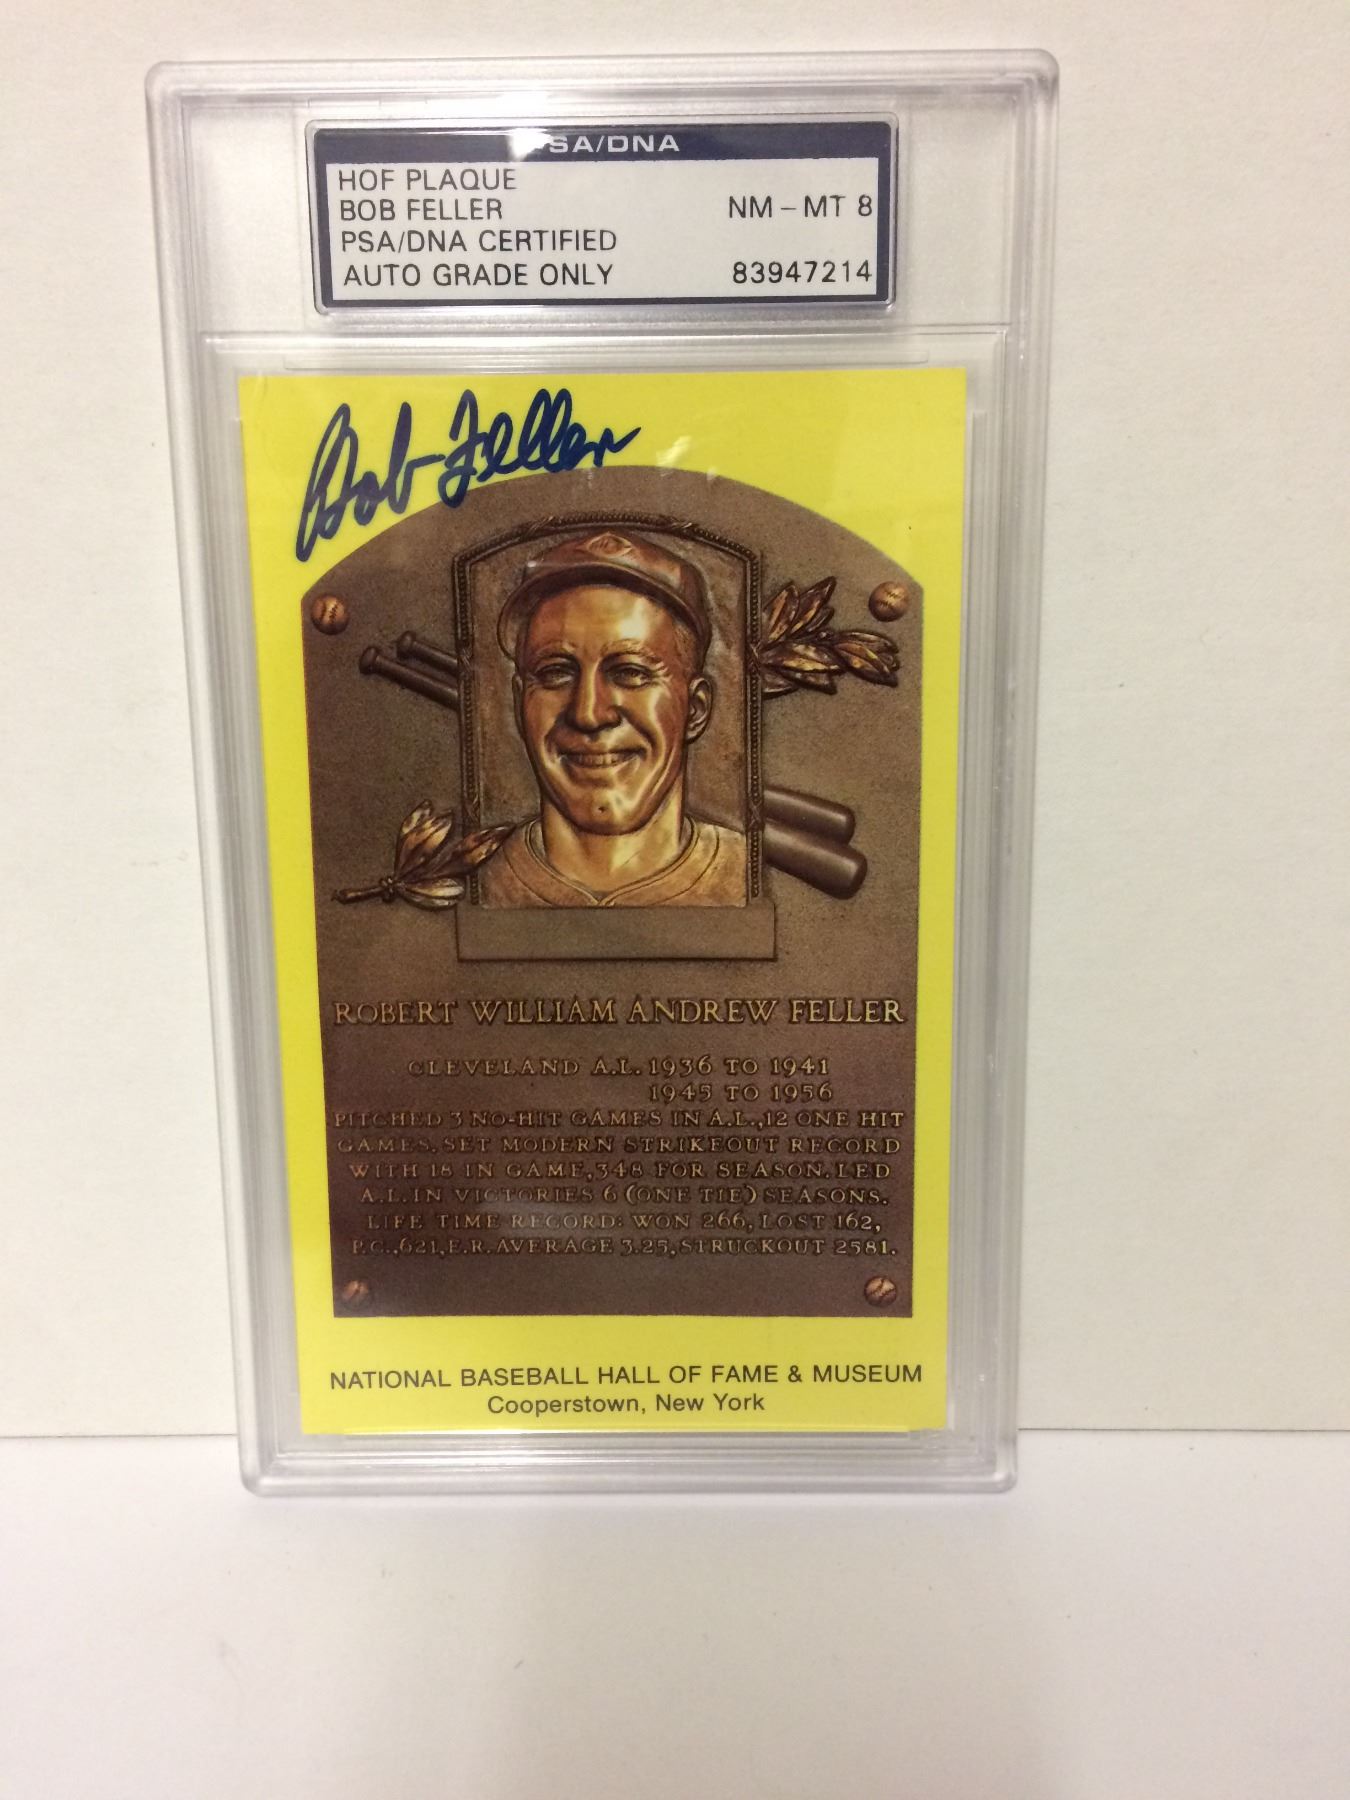 PSA/DNA
HOF PLAQUE
BOB FELLER NM-MT 8
PSA/DNA CERTIFIED
AUTO GRADE ONLY 83947214
Bob Feller
ROBERT WILLIAM ANDREW FELLER
CLEVELAND A.L. 1936 TO 1941
1945 TO 1956
PITCHED 3 NO-HIT GAMES IN A.L., 12 ONE HIT
GAMES. SET MODERN STRIKEOUT RECORD
WITH 18 IN GAME, 348 FOR SEASON. LED
A.L. IN VICTORIES 6 (ONE TIE) SEASONS.
LIFE TIME RECORD: WON 266, LOST 162,
P.C., 621, E.R. AVERAGE 3.25, STRUCKOUT 2581.
NATIONAL BASEBALL HALL OF FAME & MUSEUM
Cooperstown, New York